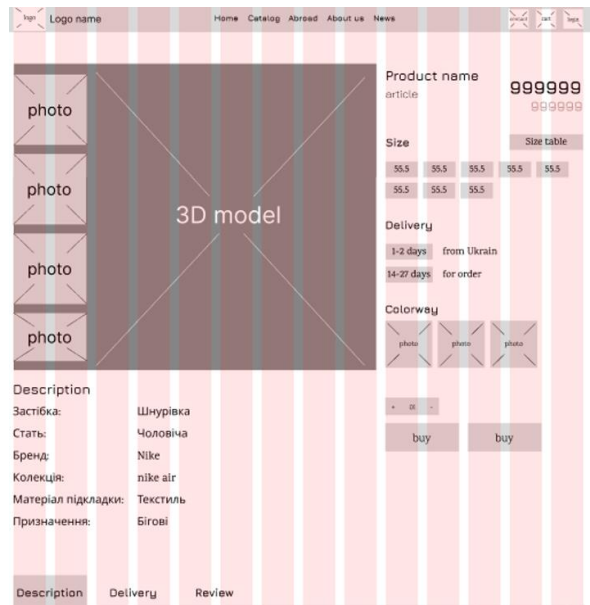 logo Logo name Home Catalog Abroad About us News contact cart login
photo
photo
photo
photo
3D model
Product name
article
999999
999999
Size
Size table
55.5 55.5 55.5 55.5 55.5
55.5 55.5 55.5
Delivery
1-2 days from Ukrain
14-27 days for order
Colorway
photo photo photo
+ -
buy buy
Description
Застібка: Шнурівка
Стать: Чоловіча
Бренд: Nike
Колекція: nike air
Матеріал підкладки: Текстиль
Призначення: Бігові
Description Delivery Review